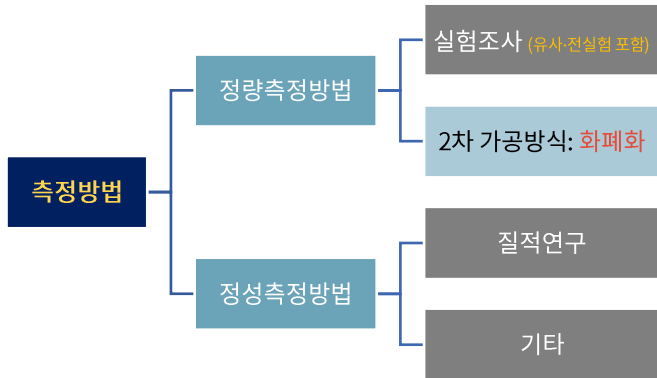 측정방법
정량측정방법
실험조사 (유사·전실험 포함)
2차 가공방식: 화폐화
정성측정방법
질적연구
기타